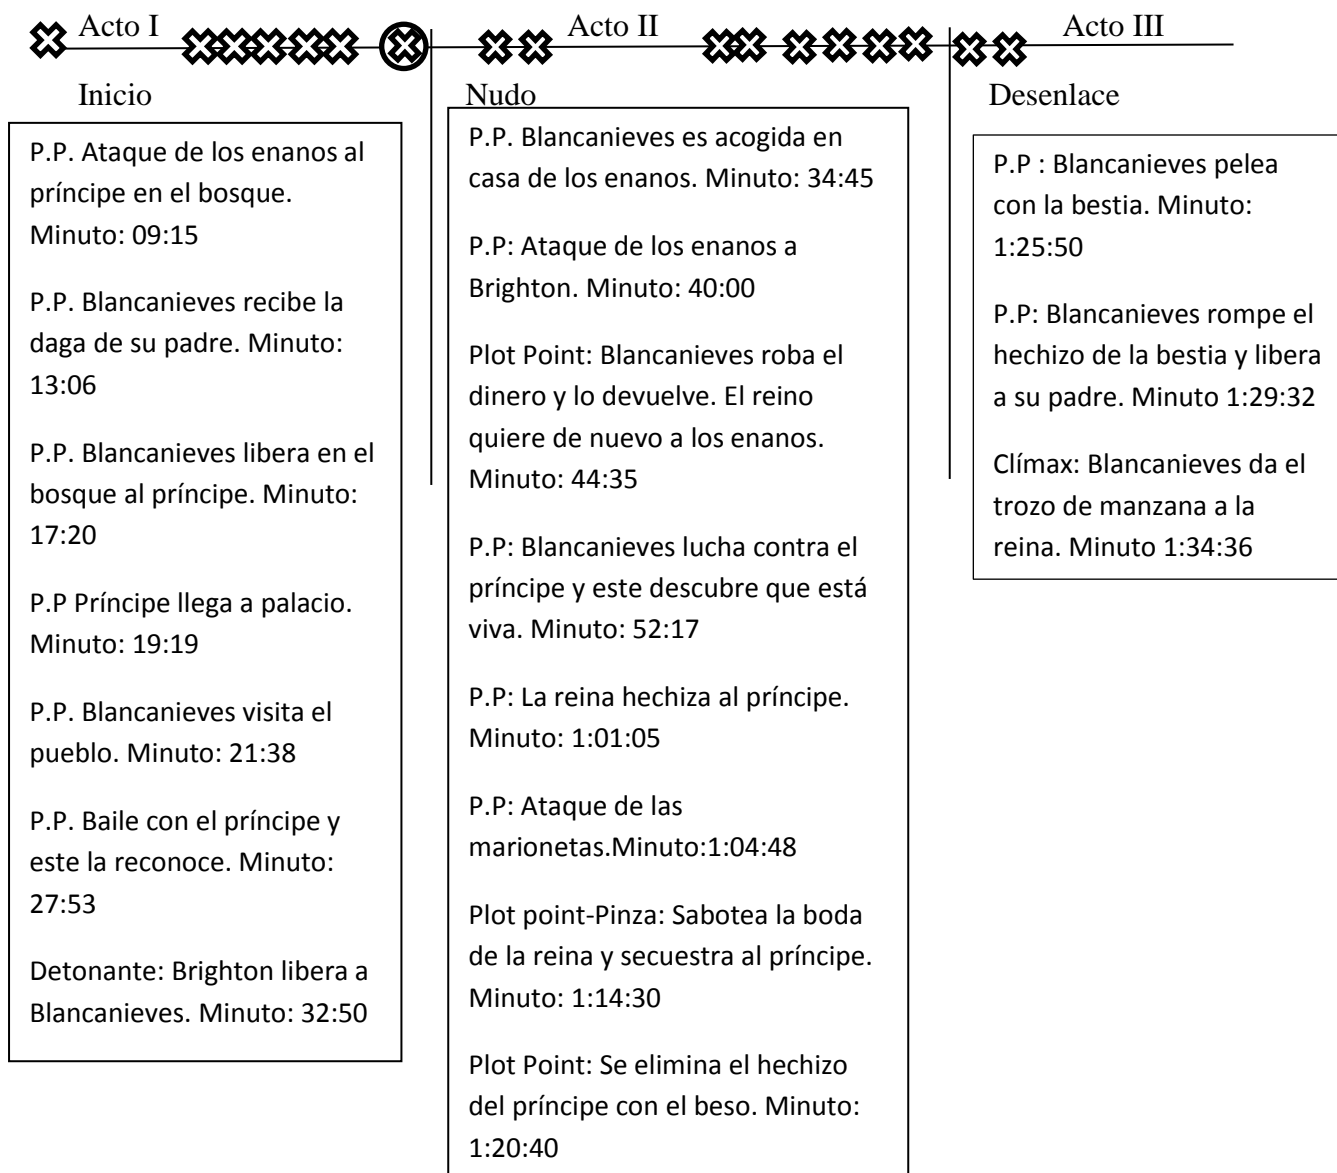 Acto I
Acto II
Acto III
Inicio
Nudo
Desenlace
P.P. Ataque de los enanos al
príncipe en el bosque.
Minuto: 09:15
P.P. Blancanieves recibe la
daga de su padre. Minuto:
13:06
P.P. Blancanieves libera en el
bosque al príncipe. Minuto:
17:20
P.P Príncipe llega a palacio.
Minuto: 19:19
P.P. Blancanieves visita el
pueblo. Minuto: 21:38
P.P. Baile con el príncipe y
este la reconoce. Minuto:
27:53
Detonante: Brighton libera a
Blancanieves. Minuto: 32:50
P.P. Blancanieves es acogida en
casa de los enanos. Minuto: 34:45
P.P: Ataque de los enanos a
Brighton. Minuto: 40:00
Plot Point: Blancanieves roba el
dinero y lo devuelve. El reino
quiere de nuevo a los enanos.
Minuto: 44:35
P.P: Blancanieves lucha contra el
príncipe y este descubre que está
viva. Minuto: 52:17
P.P: La reina hechiza al príncipe.
Minuto: 1:01:05
P.P: Ataque de las
marionetas.Minuto:1:04:48
Plot point-Pinza: Sabotea la boda
de la reina y secuestra al príncipe.
Minuto: 1:14:30
Plot Point: Se elimina el hechizo
del príncipe con el beso. Minuto:
1:20:40
P.P : Blancanieves pelea
con la bestia. Minuto:
1:25:50
P.P: Blancanieves rompe el
hechizo de la bestia y libera
a su padre. Minuto 1:29:32
Clímax: Blancanieves da el
trozo de manzana a la
reina. Minuto 1:34:36